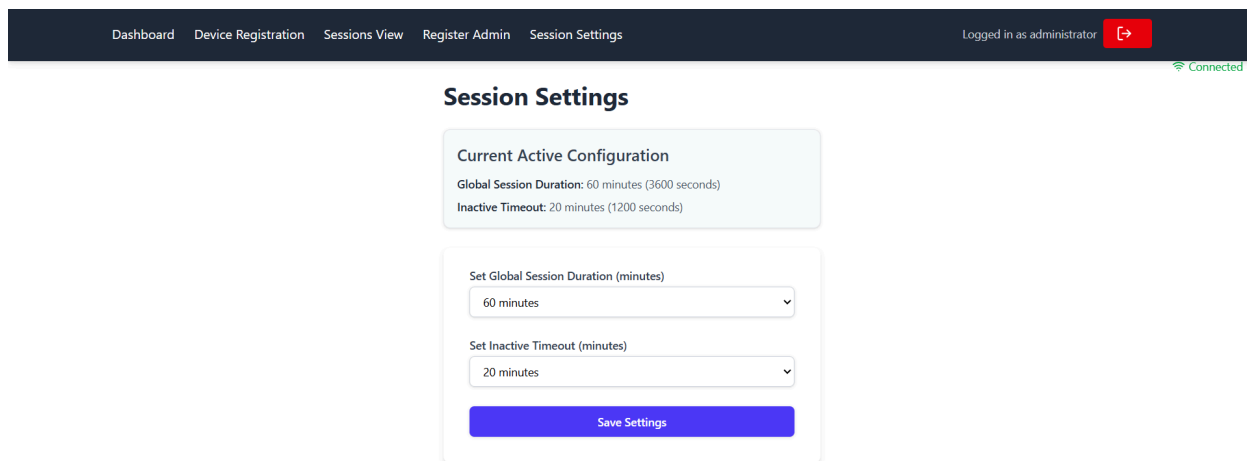 Dashboard Device Registration Sessions View Register Admin Session Settings Logged in as administrator
Connected
Session Settings
Current Active Configuration
Global Session Duration: 60 minutes (3600 seconds)
Inactive Timeout: 20 minutes (1200 seconds)
Set Global Session Duration (minutes)
60 minutes
Set Inactive Timeout (minutes)
20 minutes
Save Settings